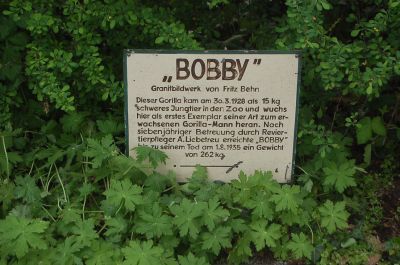 „BOBBY"
Granitbildwerk von Fritz Behn
Dieser Gorilla kam am 30.3.1928 als 15 kg
schweres Jungtier in den Zoo und wuchs
hier als erstes Exemplar seiner Art zum er-
wachsenen Gorilla-Mann heran. Noch
siebenjähriger Betreuung durch Revier-
tierpfleger A. Liebetreu erreichte „BOBBY"
bis zu seinem Tod am 1.8.1935 ein Gewicht
von 262 kg.